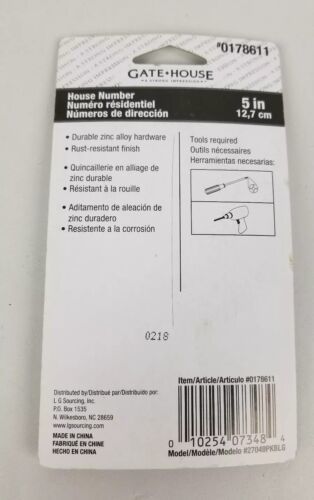 #0178611
GATE•HOUSE
A STRONG IMPRESSION
House Number
Numéro résidentiel
Números de dirección
5 in
12,7 cm
• Durable zinc alloy hardware
• Rust-resistant finish
• Quincaillerie en alliage de
zinc durable
• Résistant à la rouille
• Aditamento de aleación de
zinc duradero
• Resistente a la corrosión
Tools required
Outils nécessaires
Herramientas necesarias:
0218
Distributed by/Distribué par/Distribuido por:
L G Sourcing, Inc.
P.O. Box 1535
N. Wilkesboro, NC 28659
www.lgsourcing.com
MADE IN CHINA
FABRIQUÉ EN CHINE
HECHO EN CHINA
Item/Article/Artículo #0178611
0 10254 07348 4
Model/Modèle/Modelo #27048PKBLG